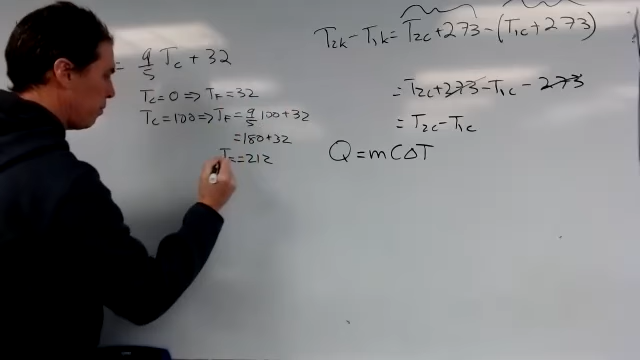 = 9/5 Tc + 32
Tc=0 ⇒ TF=32
Tc=100 ⇒ TF=9/5 100+32
=180+32
T==212
T2k-T1k=T2c+273-(T1c+273)
=T2c+273-T1c-273
=T2c-T1c
Q=mCΔT